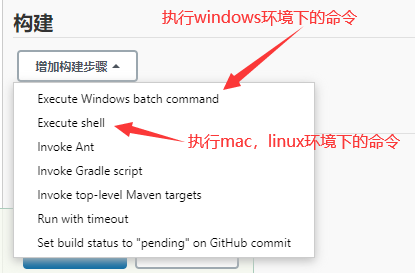 执行windows环境下的命令
构建
增加构建步骤
Execute Windows batch command
Execute shell
执行mac，linux环境下的命令
Invoke Ant
Invoke Gradle script
Invoke top-level Maven targets
Run with timeout
Set build status to "pending" on GitHub commit